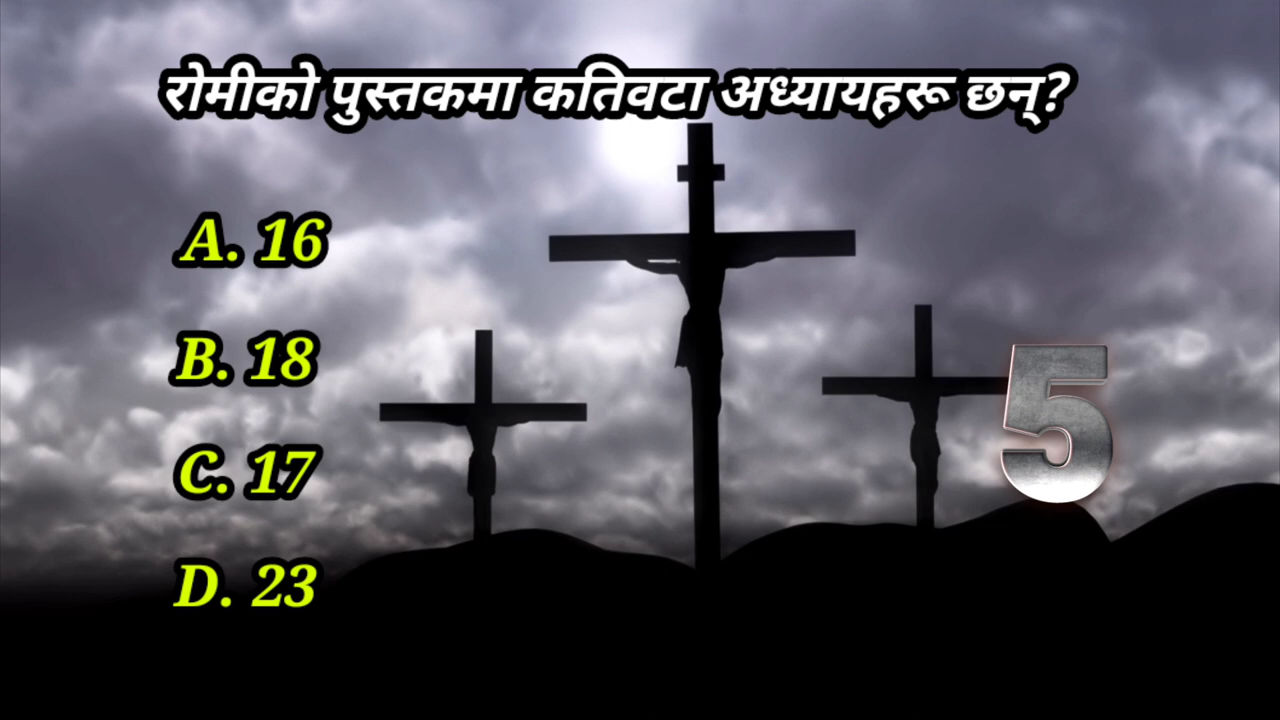 रोमीको पुस्तकमा कतिवटा अध्यायहरू छन्?
A. 16
B. 18
C. 17
5
D. 23